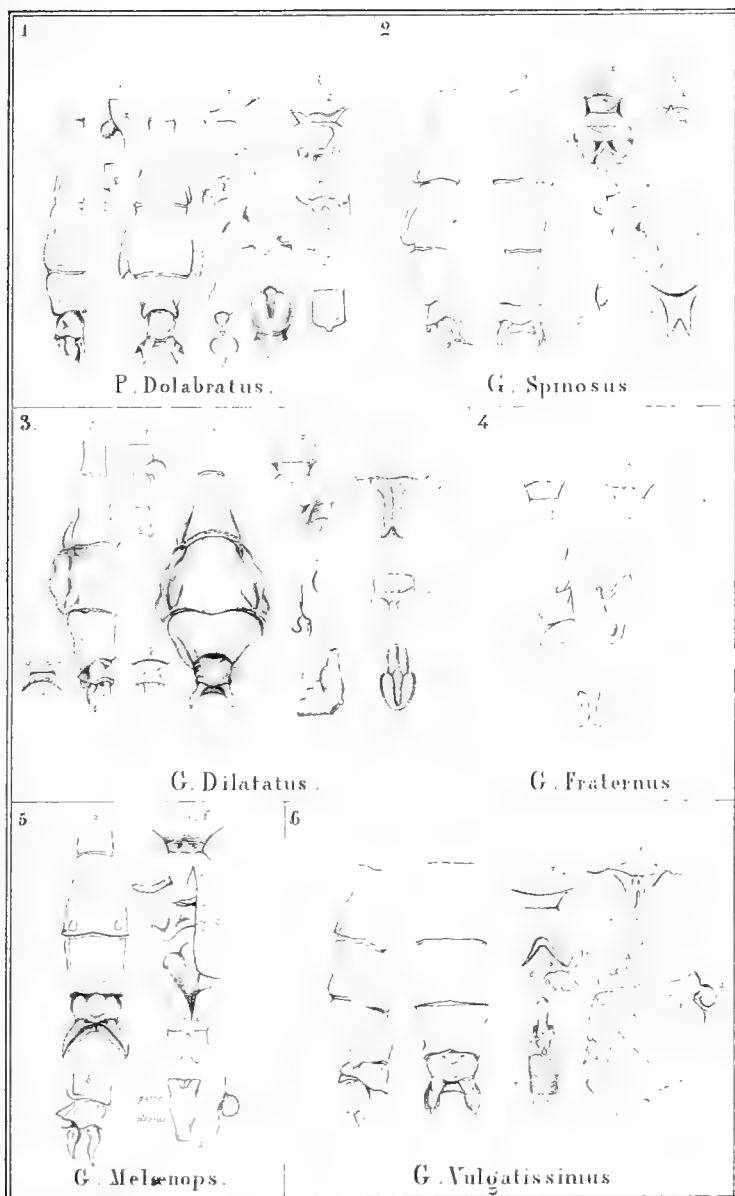 1
2
P. Dolabratus.
G. Spinosus
3.
4
G. Dilatatus.
G. Fraternus
5
6
G. Melænops.
G. Vulgatissimus